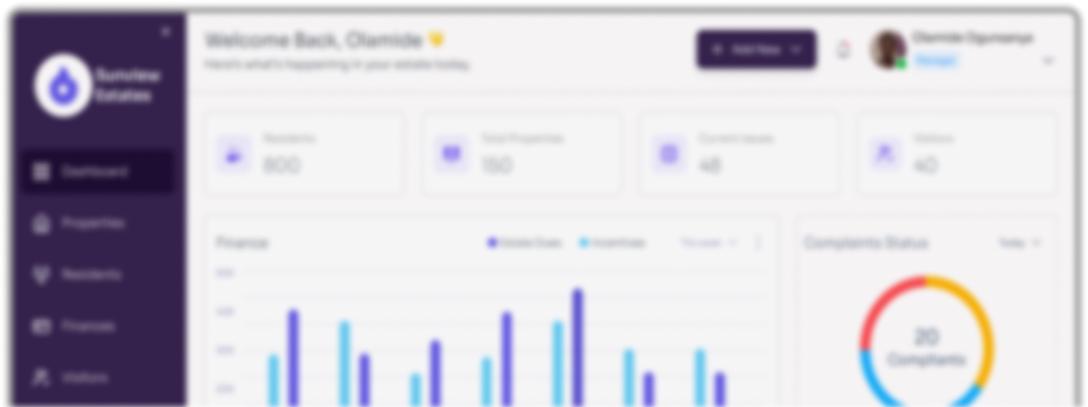 Sunview
Estates
Dashboard
Properties
Residents
Finances
Visitors
Welcome Back, Olamide
Here's what's happening in your estate today.
Add New
Olamide Ogunsanya
Manager
Residents
800
Total Properties
150
Current Issues
48
Visitors
40
Finance
Estate Dues
Incentives
This week
Complaints Status
Today
20
Complaints